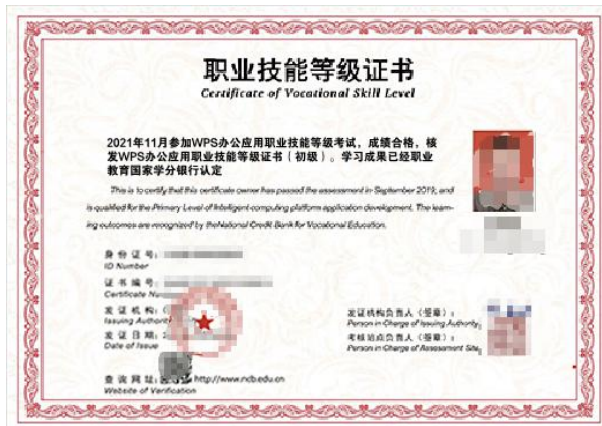 职业技能等级证书
Certificate of Vocational Skill Level
2021年11月参加WPS办公应用职业技能等级考试，成绩合格，核
发WPS办公应用职业技能等级证书（初级）。学习成果已经职业
教育国家学分银行认定
This is to certify that this certificate owner has passed the assessment in September 2019, and
is qualified for the Primary Level of Intelligent computing platform application development. The learn-
ing outcomes are recognized by theNational Credit Bank for Vocational Education.
身 份 证 号：
ID Number
证 书 编 号：
Certificate
发 证 机 构：
Issuing
发 证 日 期：
Date of Issue
查 询 网 址： http://www.ncb.edu.cn
Website of Verification
发证机构负责人（签章）：
Person in Charge of Issuing Authority
考核站点负责人（签章）：
Person in Charge of Assessment Site